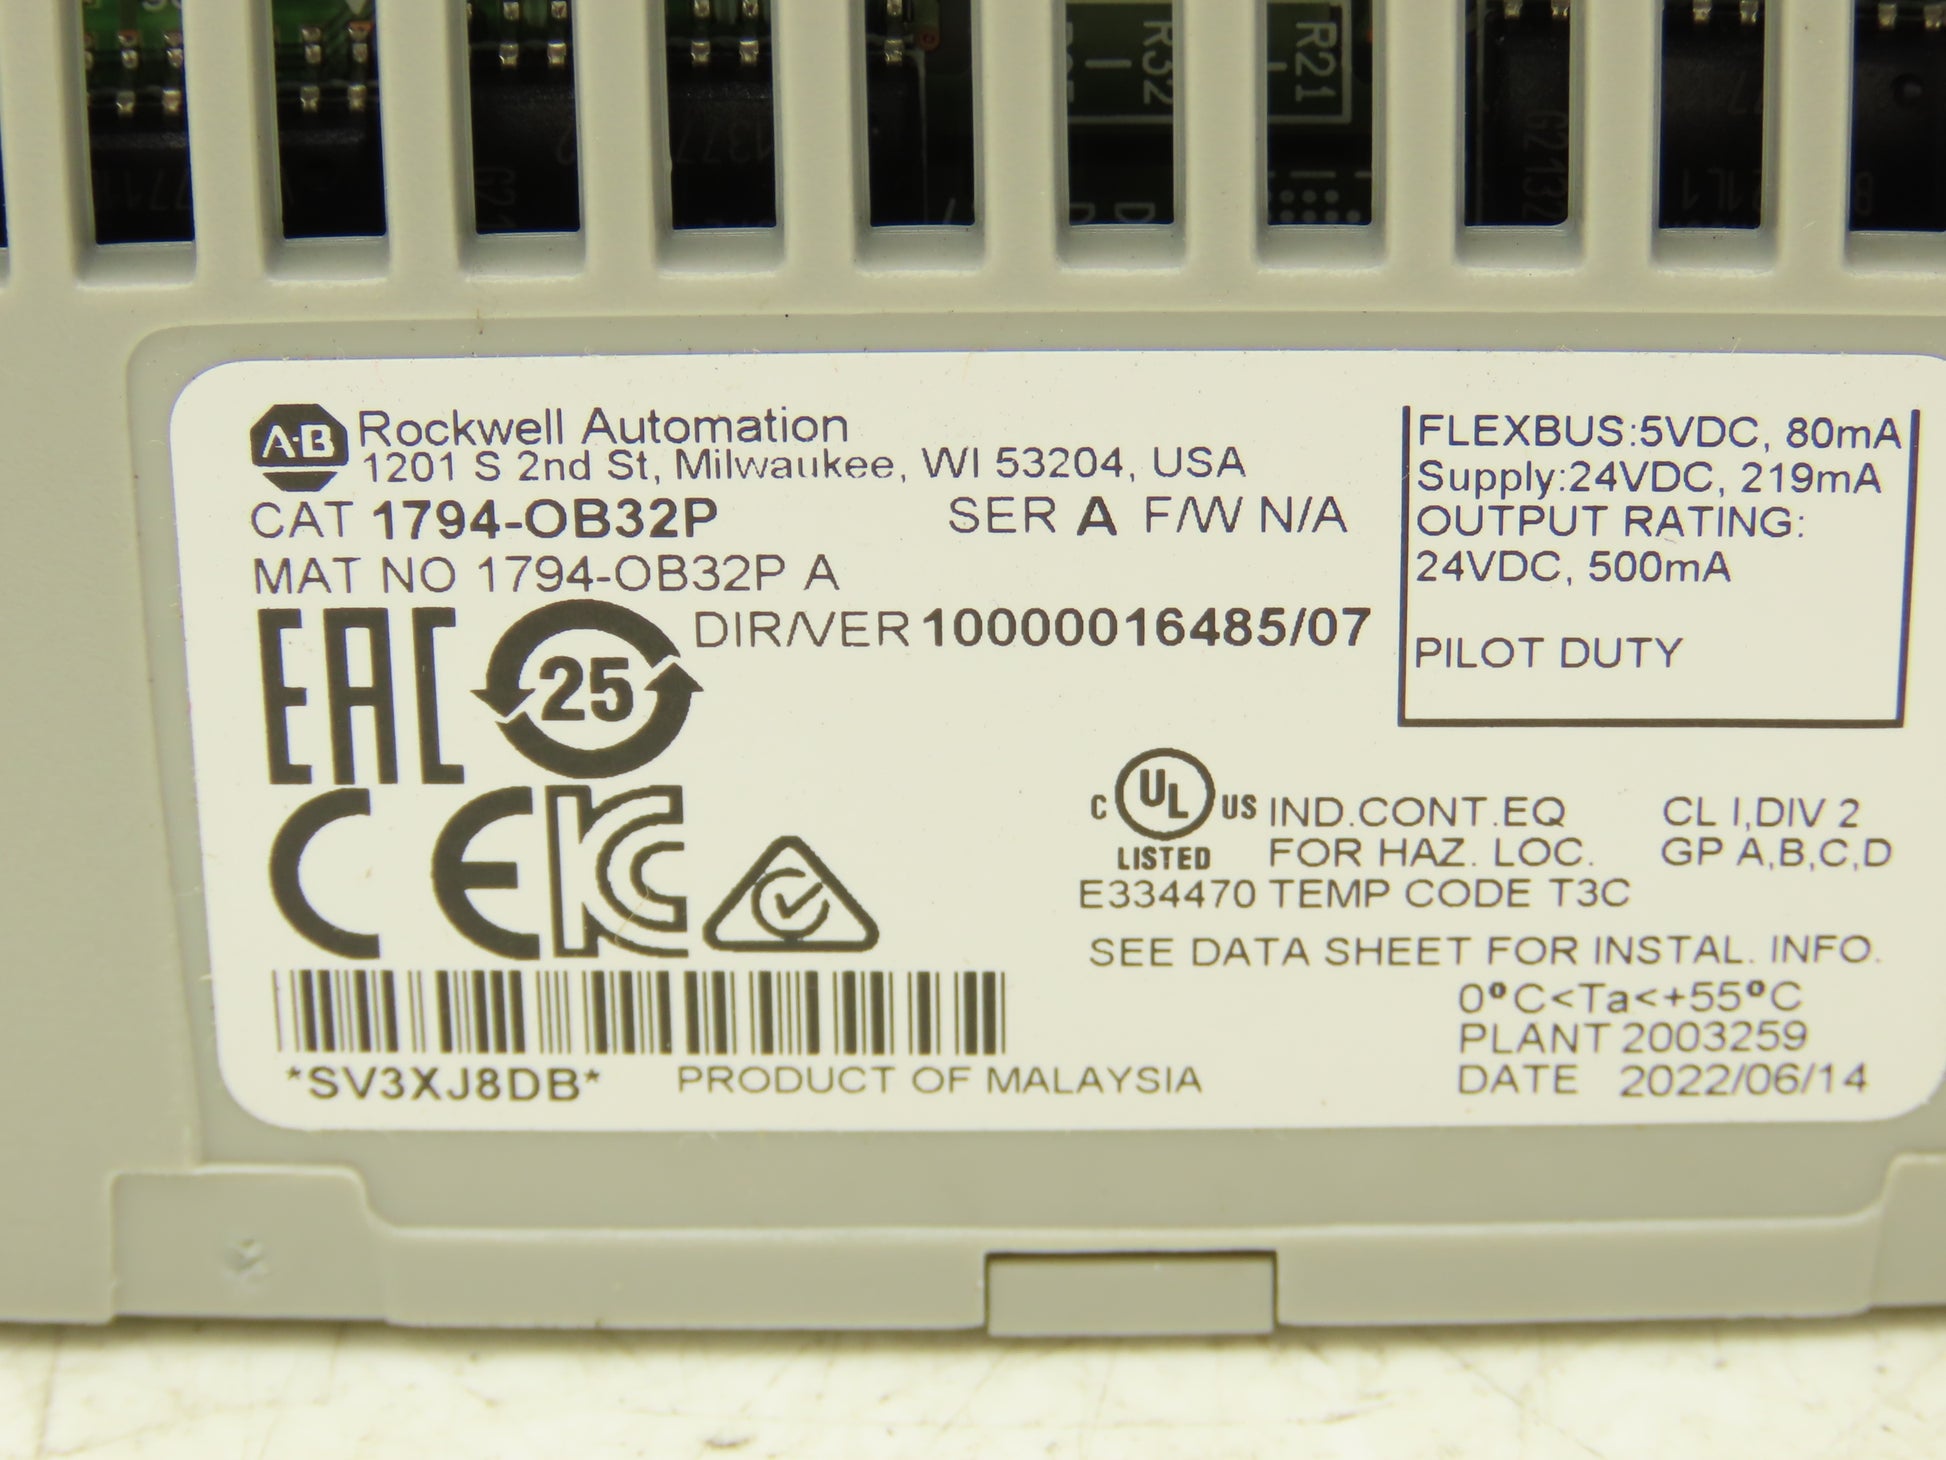 R32
R21
G2132
A·B Rockwell Automation
1201 S 2nd St, Milwaukee, WI 53204, USA
CAT 1794-OB32P SER A F/W N/A
MAT NO 1794-OB32P A
DIR/VER 10000016485/07
FLEXBUS:5VDC, 80mA
Supply:24VDC, 219mA
OUTPUT RATING:
24VDC, 500mA
PILOT DUTY
EAC
25
CE KC
C UL US
LISTED
IND.CONT.EQ CL I,DIV 2
FOR HAZ. LOC. GP A,B,C,D
E334470 TEMP CODE T3C
SEE DATA SHEET FOR INSTAL. INFO.
0°C<Ta<+55°C
PLANT 2003259
DATE 2022/06/14
*SV3XJ8DB* PRODUCT OF MALAYSIA